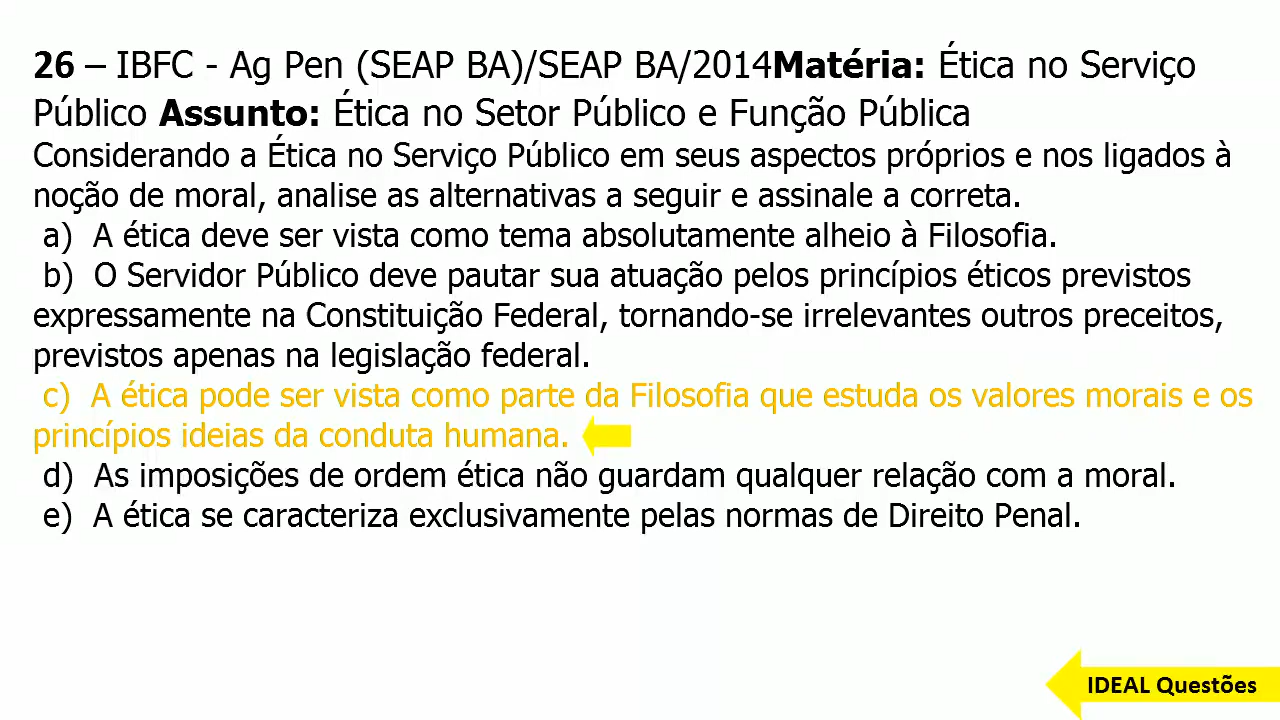 26 – IBFC - Ag Pen (SEAP BA)/SEAP BA/2014Matéria: Ética no Serviço
Público Assunto: Ética no Setor Público e Função Pública
Considerando a Ética no Serviço Público em seus aspectos próprios e nos ligados à
noção de moral, analise as alternativas a seguir e assinale a correta.
a) A ética deve ser vista como tema absolutamente alheio à Filosofia.
b) O Servidor Público deve pautar sua atuação pelos princípios éticos previstos
expressamente na Constituição Federal, tornando-se irrelevantes outros preceitos,
previstos apenas na legislação federal.
c) A ética pode ser vista como parte da Filosofia que estuda os valores morais e os
princípios ideias da conduta humana.
d) As imposições de ordem ética não guardam qualquer relação com a moral.
e) A ética se caracteriza exclusivamente pelas normas de Direito Penal.
IDEAL Questões